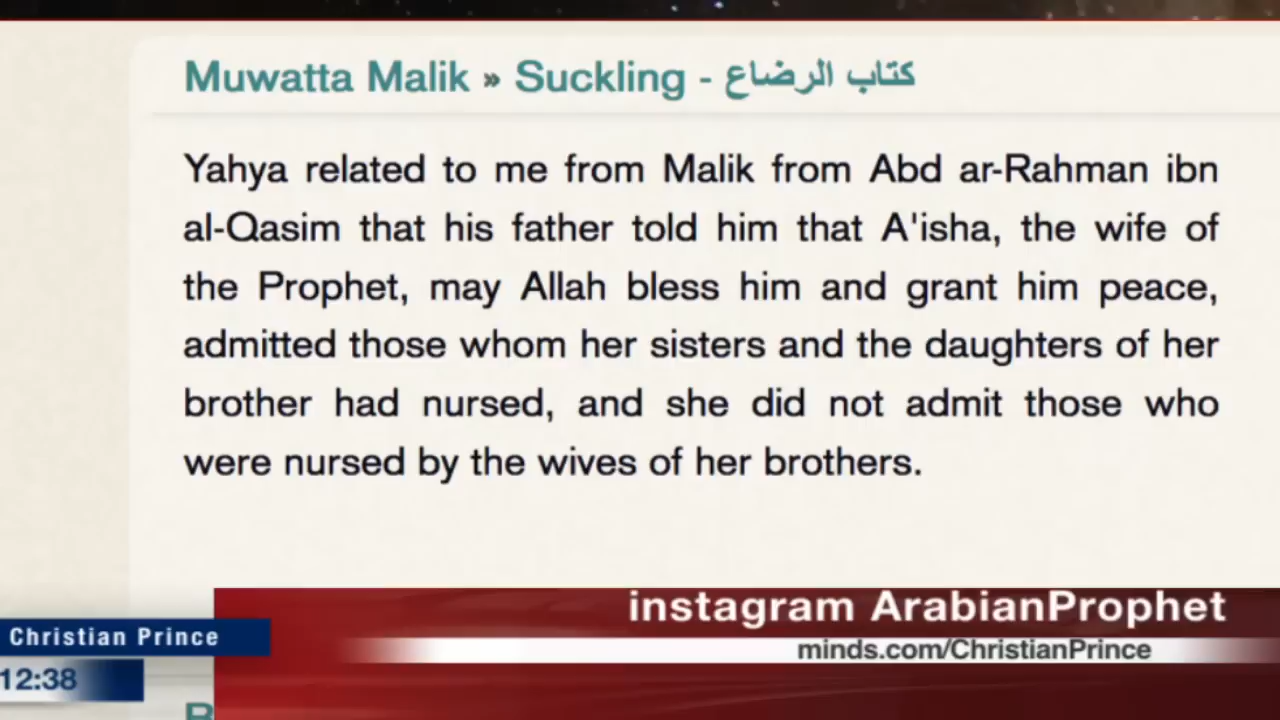 Muwatta Malik » Suckling - كتاب الرضاع
Yahya related to me from Malik from Abd ar-Rahman ibn
al-Qasim that his father told him that A'isha, the wife of
the Prophet, may Allah bless him and grant him peace,
admitted those whom her sisters and the daughters of her
brother had nursed, and she did not admit those who
were nursed by the wives of her brothers.
instagram ArabianProphet
Christian Prince
minds.com/ChristianPrince
12:38